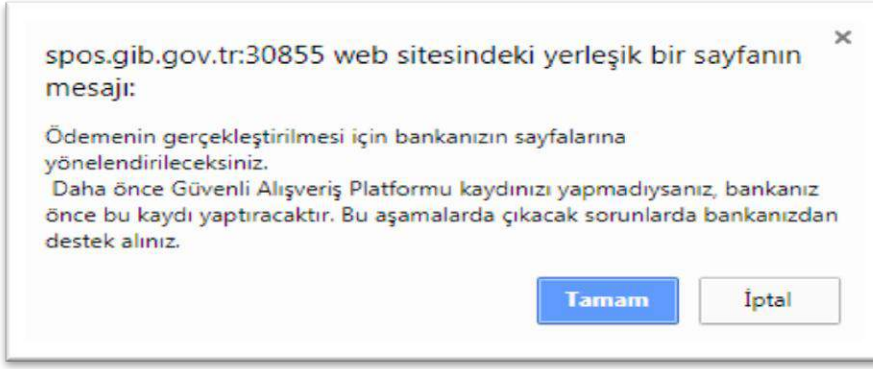 spos.gib.gov.tr:30855 web sitesindeki yerleşik bir sayfanın
mesajı:
Ödemenin gerçekleştirilmesi için bankanızın sayfalarına
yönelendirileceksiniz.
Daha önce Güvenli Alışveriş Platformu kaydınızı yapmadıysanız, bankanız
önce bu kaydı yaptıracaktır. Bu aşamalarda çıkacak sorunlarda bankanızdan
destek alınız.
Tamam İptal